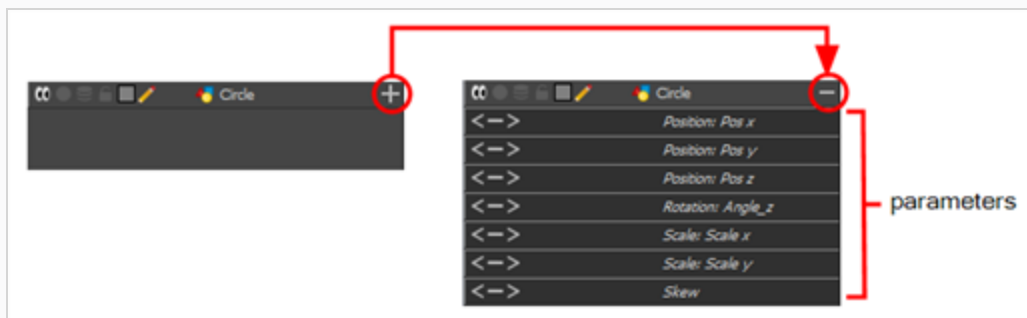 Circle
Circle
Position: Pos x
Position: Pos y
Position: Pos z
Rotation: Angle_z
Scale: Scale x
Scale: Scale y
Skew
parameters